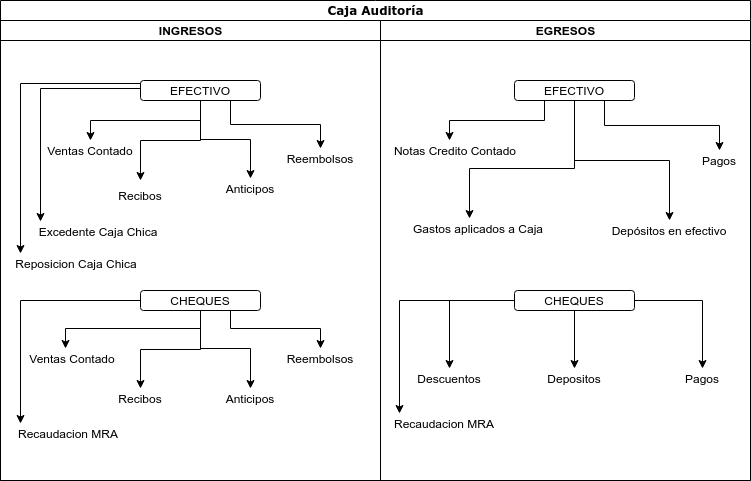 Caja Auditoría
INGRESOS
EFECTIVO
Ventas Contado
Recibos
Anticipos
Reembolsos
Excedente Caja Chica
Reposicion Caja Chica
CHEQUES
Ventas Contado
Recibos
Anticipos
Reembolsos
Recaudacion MRA
EGRESOS
EFECTIVO
Notas Credito Contado
Pagos
Gastos aplicados a Caja
Depósitos en efectivo
CHEQUES
Descuentos
Depositos
Pagos
Recaudacion MRA